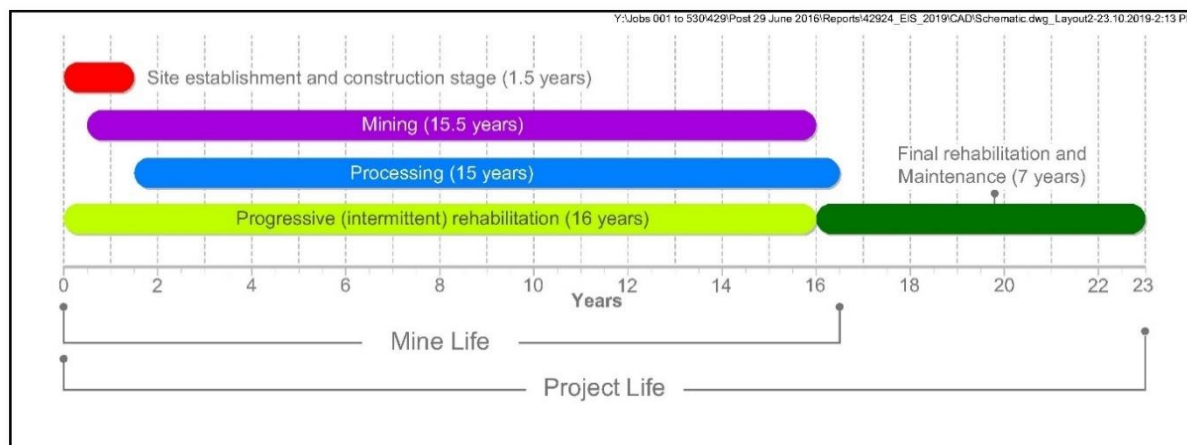 Y:\Jobs 001 to 530\429\Post 29 June 2016\Reports\42924_EIS_2019\CAD\Schematic.dwg_Layout2-23.10.2019-2:13 P
Site establishment and construction stage (1.5 years)
Mining (15.5 years)
Processing (15 years)
Final rehabilitation and
Maintenance (7 years)
Progressive (intermittent) rehabilitation (16 years)
0 2 4 6 8 10 12 14 16 18 20 22 23
Years
Mine Life
Project Life